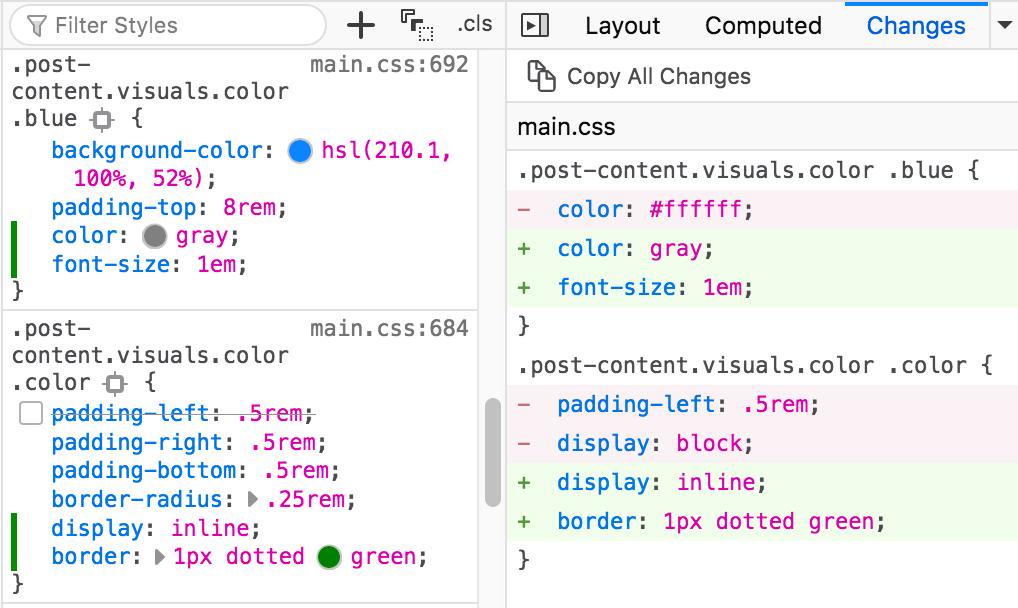 Filter Styles
.cls
.post-
main.css:692
content.visuals.color
.blue {
background-color: hsl(210.1,
100%, 52%);
padding-top: 8rem;
color: gray;
font-size: 1em;
}
.post-
main.css:684
content.visuals.color
.color {
padding-left: .5rem;
padding-right: .5rem;
padding-bottom: .5rem;
border-radius: .25rem;
display: inline;
border: 1px dotted green;
}
Layout
Computed
Changes
Copy All Changes
main.css
.post-content.visuals.color .blue {
- color: #ffffff;
+ color: gray;
+ font-size: 1em;
}
.post-content.visuals.color .color {
- padding-left: .5rem;
- display: block;
+ display: inline;
+ border: 1px dotted green;
}